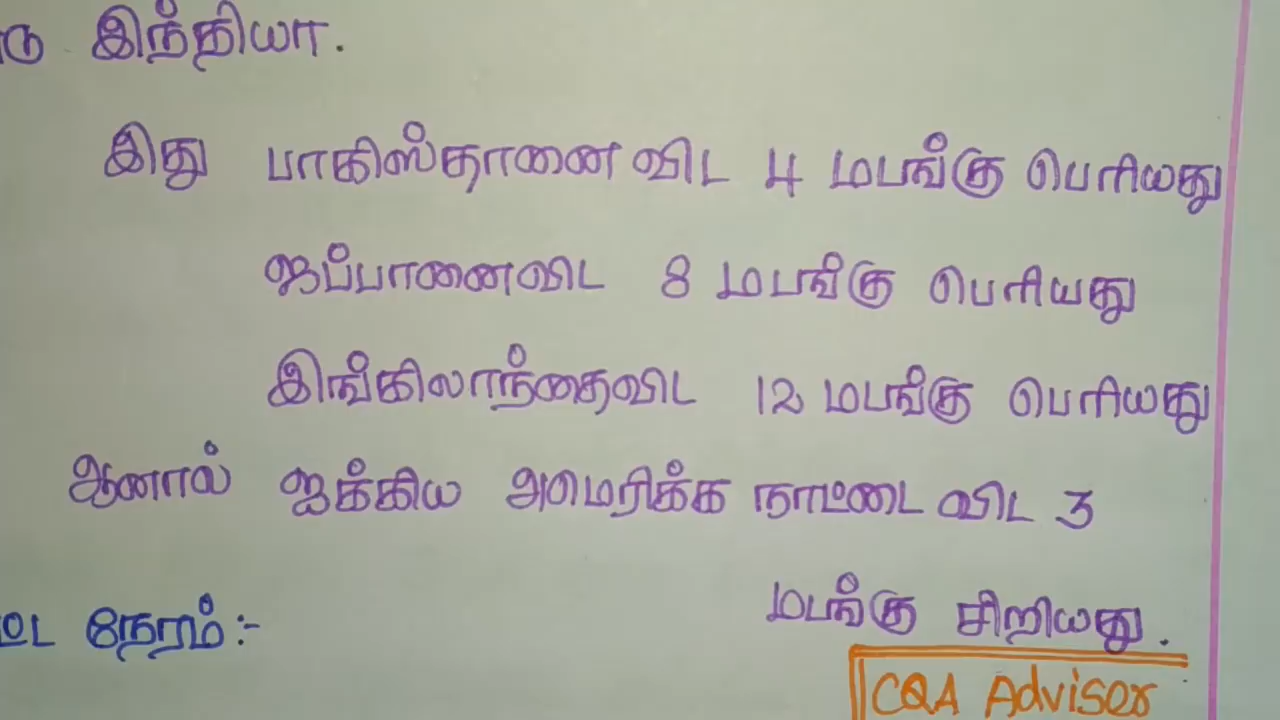 டு இந்தியா.
இது பாகிஸ்தானை விட 4 மடங்கு பெரியது
ஜப்பானைவிட 8 மடங்கு பெரியது
இங்கிலாந்தைவிட 12 மடங்கு பெரியது
ஆனால் ஐக்கிய அமெரிக்க நாட்டை விட 3
மடங்கு சிறியது.
நேரம்:-
CQA Adviser